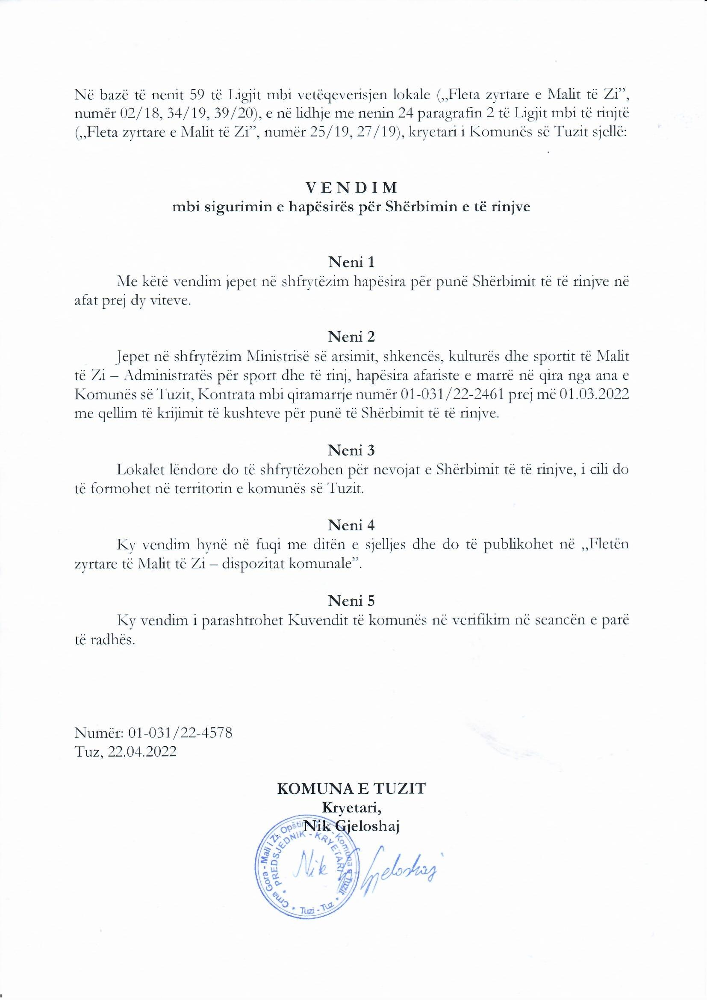 Në bazë të nenit 59 të Ligjit mbi vetëqeverisjen lokale („Fleta zyrtare e Malit të Zi”,
numër 02/18, 34/19, 39/20), e në lidhje me nenin 24 paragrafin 2 të Ligjit mbi të rinjtë
(„Fleta zyrtare e Malit të Zi”, numër 25/19, 27/19), kryetari i Komunës së Tuzit sjellë:
V E N D I M
mbi sigurimin e hapësirës për Shërbimin e të rinjve
Neni 1
Me këtë vendim jepet në shfrytëzim hapësira për punë Shërbimit të të rinjve në
afat prej dy viteve.
Neni 2
Jepet në shfrytëzim Ministrisë së arsimit, shkencës, kulturës dhe sportit të Malit
të Zi – Administratës për sport dhe të rinj, hapësira afariste e marrë në qira nga ana e
Komunës së Tuzit, Kontrata mbi qiramarrje numër 01-031/22-2461 prej më 01.03.2022
me qellim të krijimit të kushteve për punë të Shërbimit të të rinjve.
Neni 3
Lokalet lëndore do të shfrytëzohen për nevojat e Shërbimit të të rinjve, i cili do
të formohet në territorin e komunës së Tuzit.
Neni 4
Ky vendim hynë në fuqi me ditën e sjelljes dhe do të publikohet në „Fletën
zyrtare të Malit të Zi – dispozitat komunale”.
Neni 5
Ky vendim i parashtrohet Kuvendit të komunës në verifikim në seancën e parë
të radhës.
Numër: 01-031/22-4578
Tuz, 22.04.2022
KOMUNA E TUZIT
Kryetari,
Nik Gjeloshaj
Crna Gora - Mali i Zi, Opština - Komuna e Tuzit
* PREDSJEDNIK - KRYETARI *
* Tuzi - Tuz *
Nik Gjeloshaj